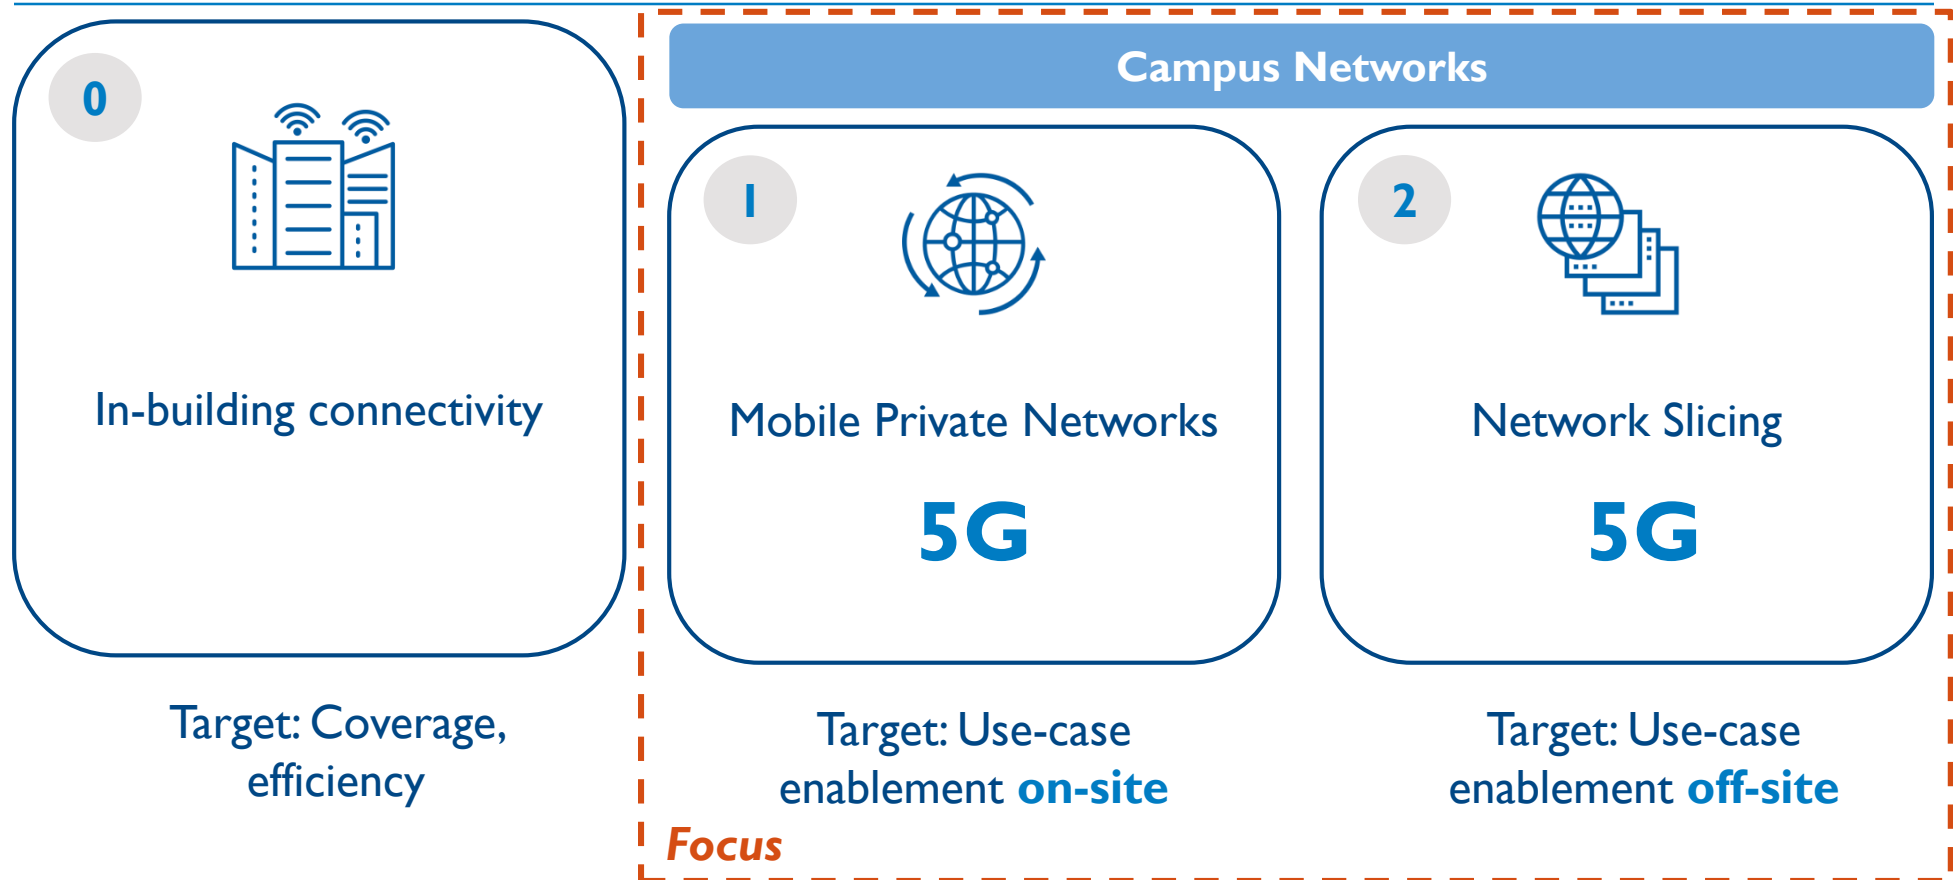 0
In-building connectivity
Target: Coverage,
efficiency
Campus Networks
1
Mobile Private Networks
5G
Target: Use-case
enablement on-site
2
Network Slicing
5G
Target: Use-case
enablement off-site
Focus